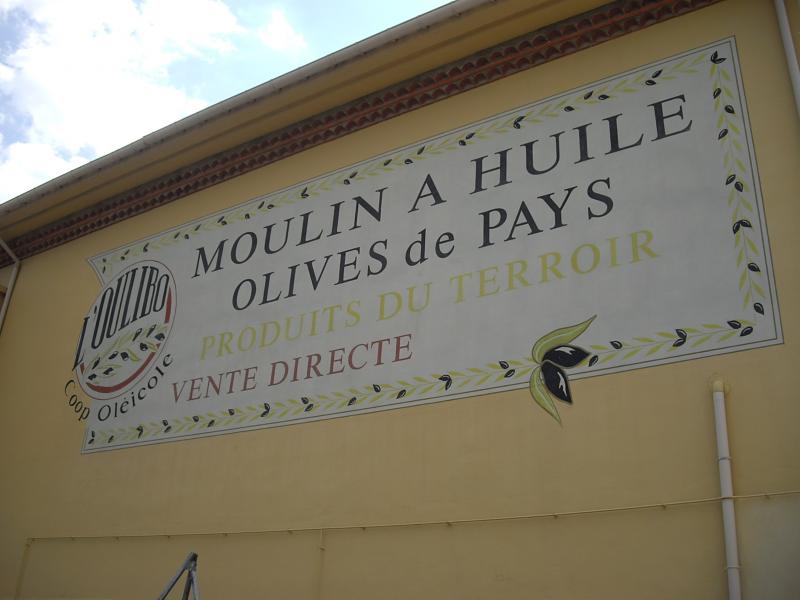 MOULIN A HUILE
OLIVES de PAYS
PRODUITS DU TERROIR
VENTE DIRECTE
L'OULIBO
Coop Oléicole